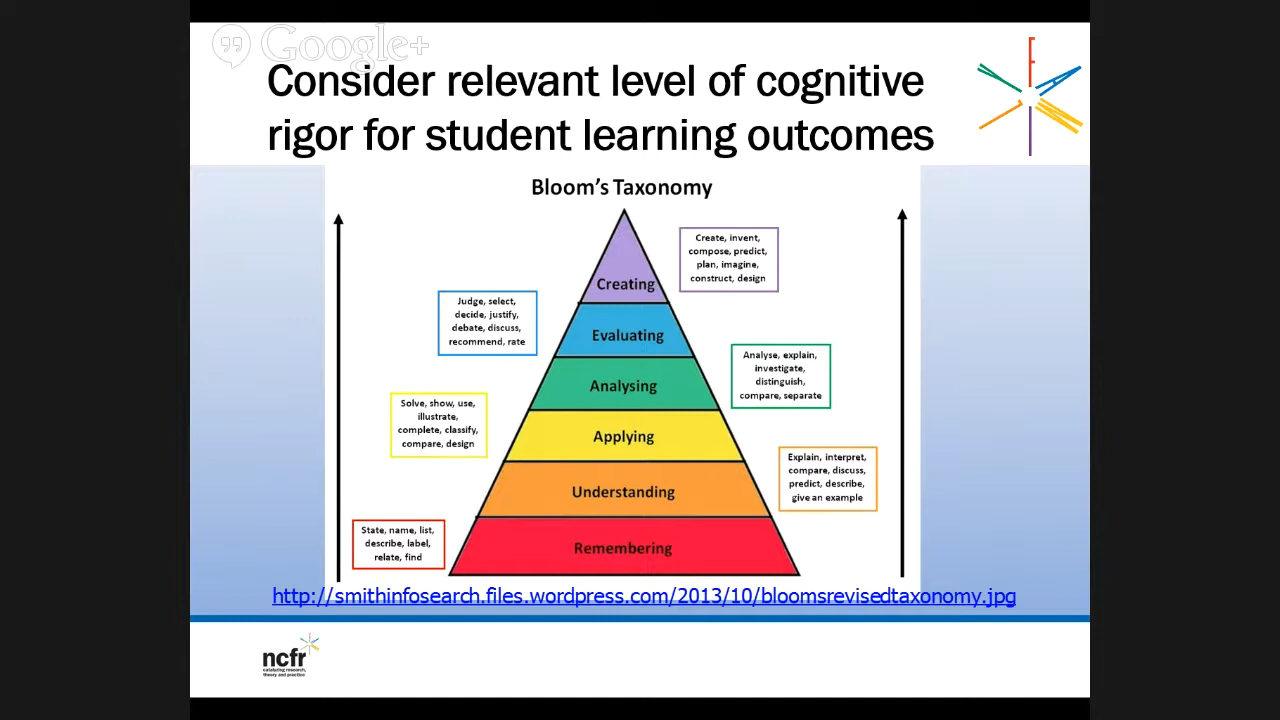 Google+
Consider relevant level of cognitive
rigor for student learning outcomes
Bloom's Taxonomy
Create, invent,
compose, predict,
plan, imagine,
construct, design
Creating
Judge, select,
decide, justify,
debate, discuss,
recommend, rate
Evaluating
Analyse, explain,
investigate,
distinguish,
compare, separate
Analysing
Solve, show, use,
illustrate,
complete, classify,
compare, design
Applying
Explain, interpret,
compare, discuss,
predict, describe,
give an example
Understanding
State, name, list,
describe, label,
relate, find
Remembering
http://smithinfosearch.files.wordpress.com/2013/10/bloomsrevisedtaxonomy.jpg
ncfr
catalyzing research,
theory and practice